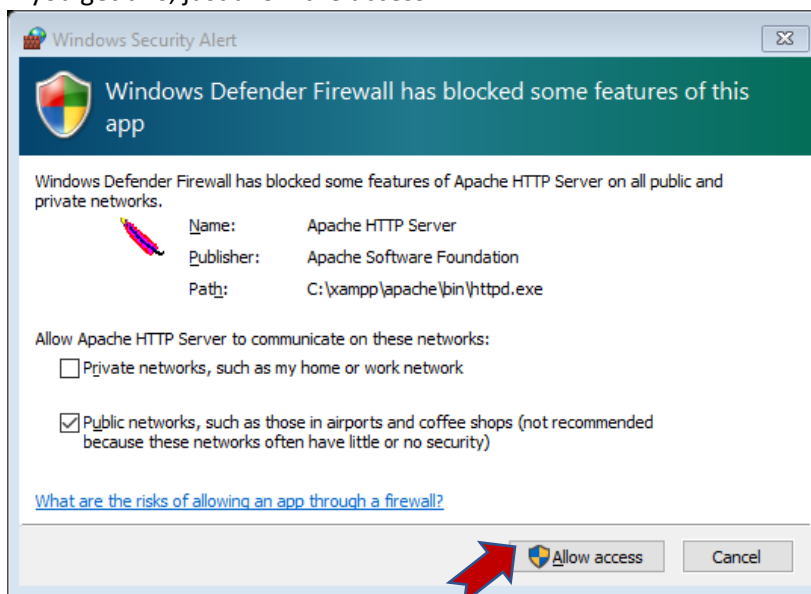 Windows Security Alert
Windows Defender Firewall has blocked some features of this
app
Windows Defender Firewall has blocked some features of Apache HTTP Server on all public and
private networks.
Name: Apache HTTP Server
Publisher: Apache Software Foundation
Path: C:\xampp\apache\bin\httpd.exe
Allow Apache HTTP Server to communicate on these networks:
Private networks, such as my home or work network
Public networks, such as those in airports and coffee shops (not recommended
because these networks often have little or no security)
What are the risks of allowing an app through a firewall?
Allow access Cancel